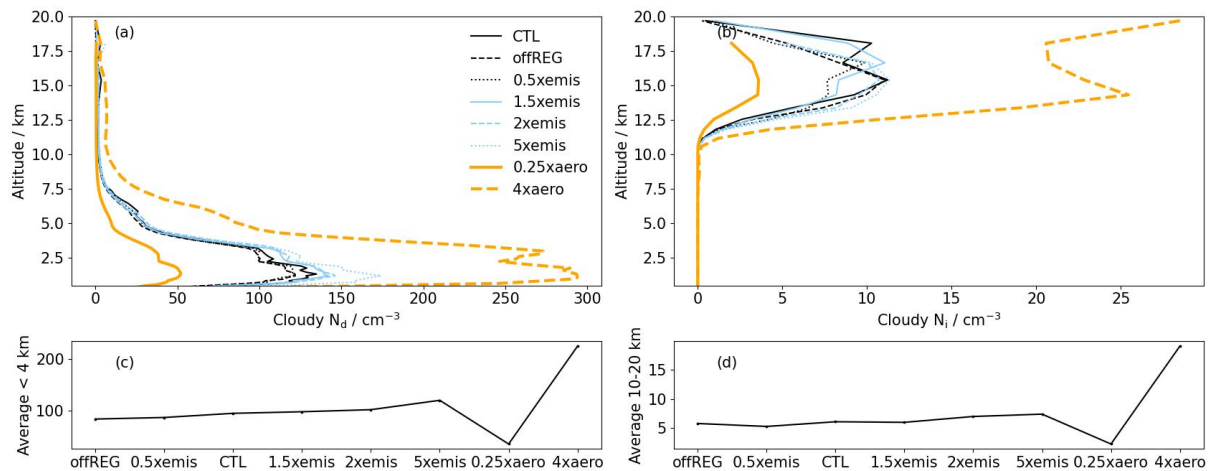 (a)
CTL
offREG
0.5xemis
1.5xemis
2xemis
5xemis
0.25xaero
4xaero
Altitude / km
20.0
17.5
15.0
12.5
10.0
7.5
5.0
2.5
0 50 100 150 200 250 300
Cloudy N_d / cm⁻³
(b)
Altitude / km
20.0
17.5
15.0
12.5
10.0
7.5
5.0
2.5
0 5 10 15 20 25
Cloudy N_i / cm⁻³
(c)
Average < 4 km
200
100
offREG 0.5xemis CTL 1.5xemis 2xemis 5xemis 0.25xaero 4xaero
(d)
Average 10-20 km
15
10
5
offREG 0.5xemis CTL 1.5xemis 2xemis 5xemis 0.25xaero 4xaero